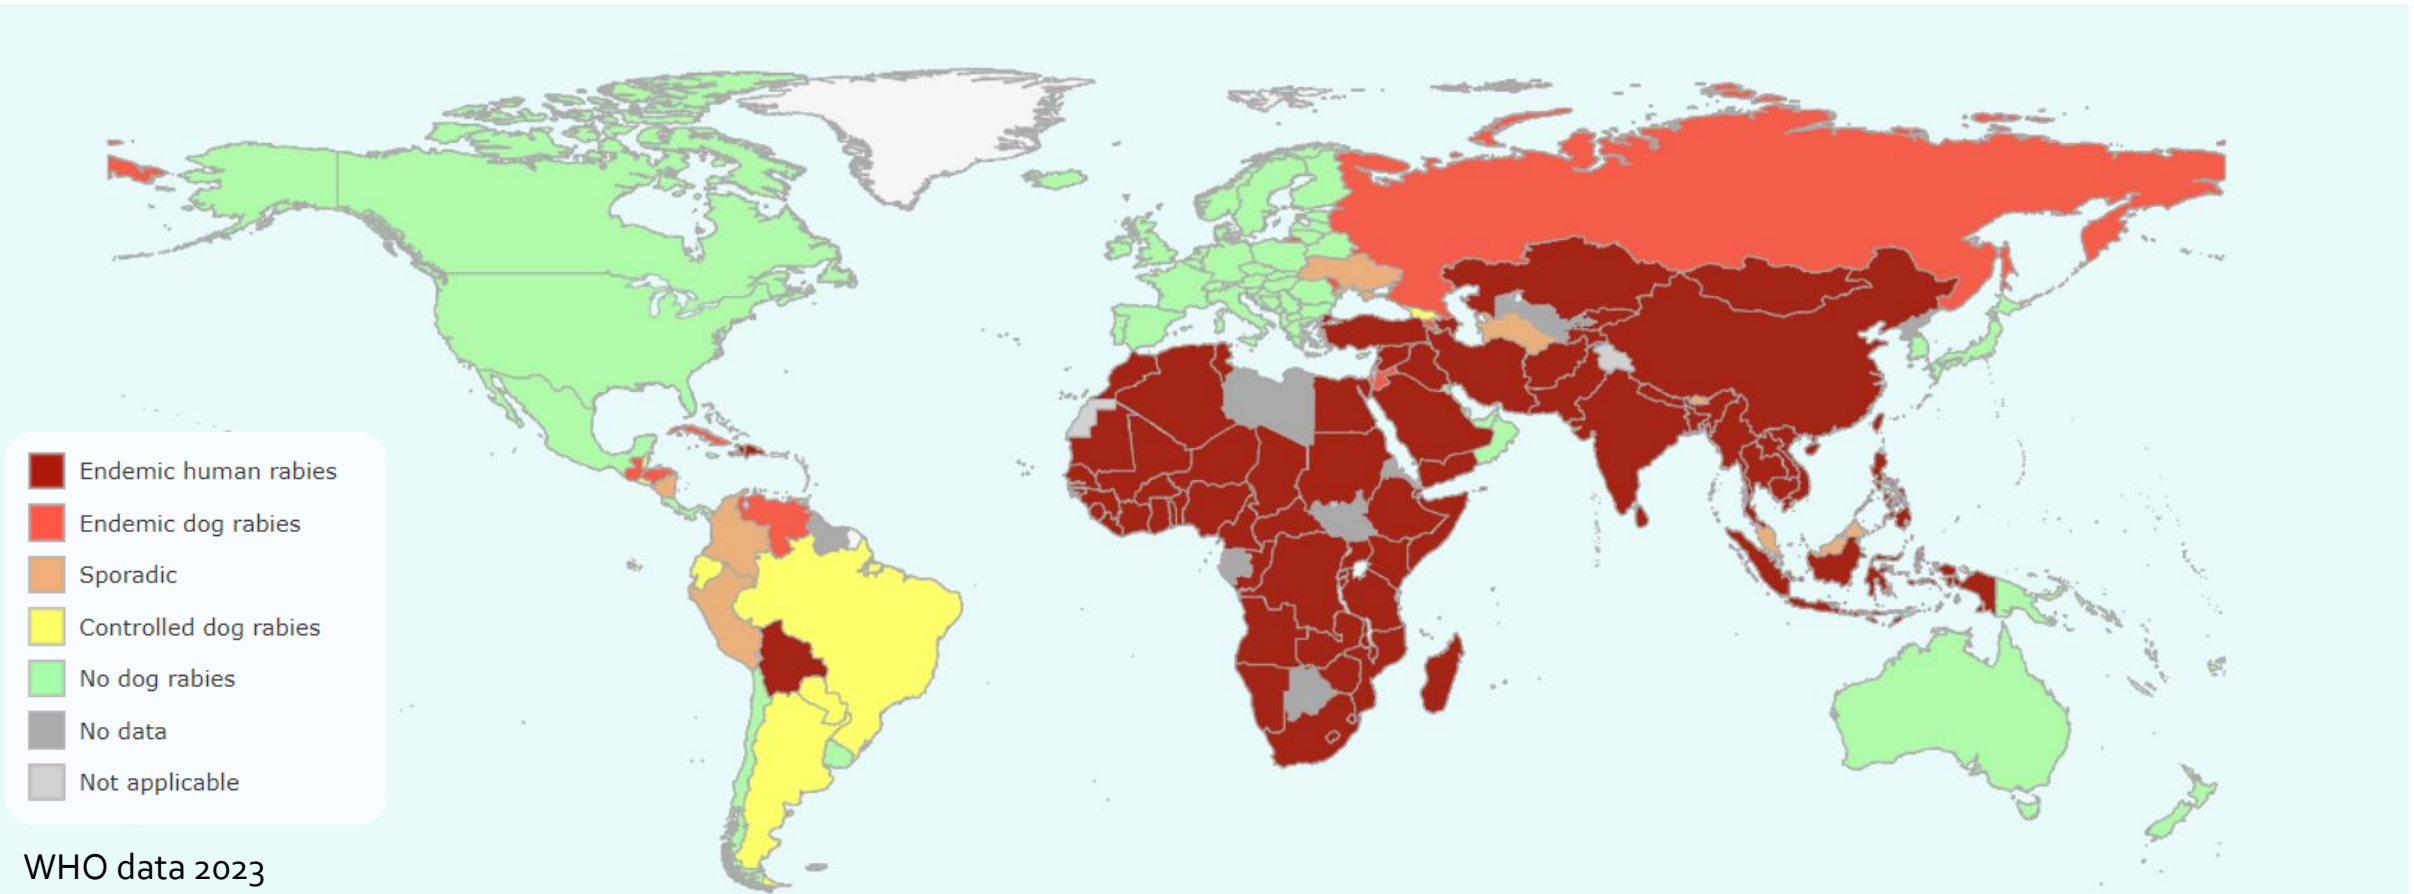 Endemic human rabies
Endemic dog rabies
Sporadic
Controlled dog rabies
No dog rabies
No data
Not applicable
WHO data 2023